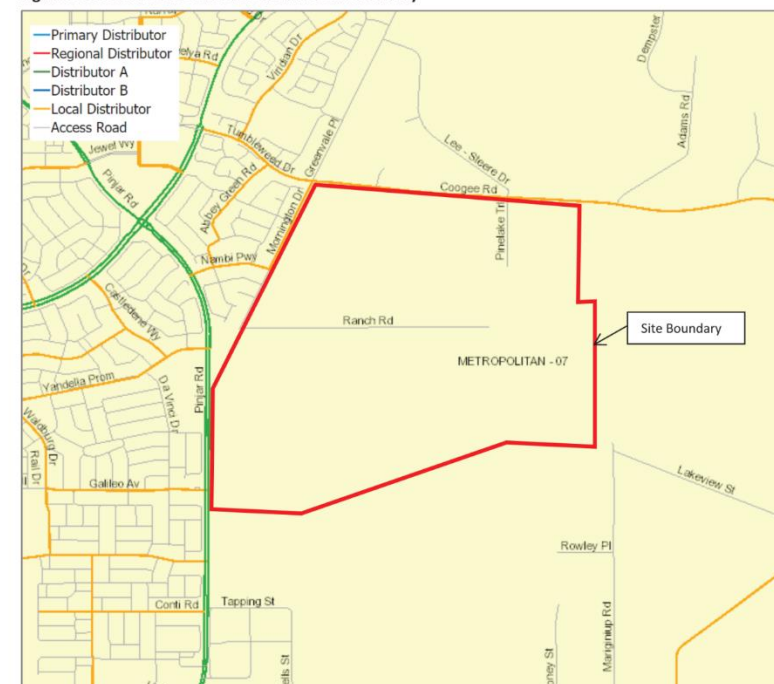 Primary Distributor
Regional Distributor
Distributor A
Distributor B
Local Distributor
Access Road
Viridian Dr
Dempster
Adams Rd
Jewel Wy
Tumbleweed Dr
Greenvale Pl
Lee - Steere Dr
Coogee Rd
Pinjar Rd
Abbey Green Rd
Mornington Dr
Pinelake Trl
Nambi Pwy
Castledene Wy
Ranch Rd
Site Boundary
METROPOLITAN - 07
Yandella Prom
Da Vinci Dr
Pinjar Rd
Waldburg Dr
Rail Dr
Galileo Av
Lakeview St
Rowley Pl
Conti Rd
Tapping St
Mariginiup Rd